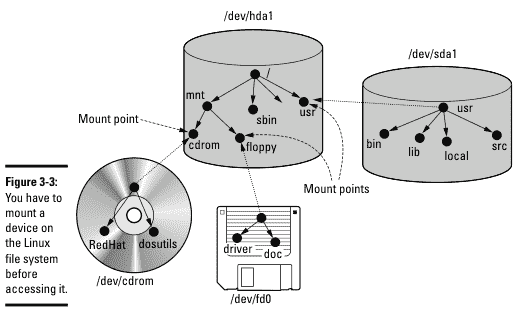 /dev/hda1
/dev/sda1
/
mnt
sbin
usr
usr
Mount point
cdrom
floppy
bin
lib
local
src
Mount points
Figure 3-3:
You have to
mount a
device on
the Linux
file system
before
accessing it.
RedHat
dosutils
driver
doc
/dev/cdrom
/dev/fd0